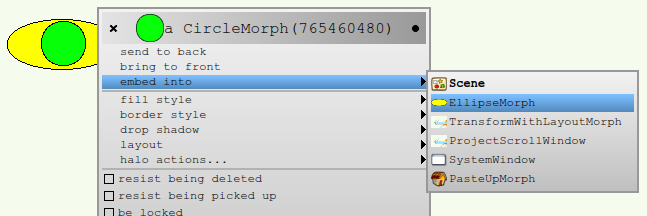 a CircleMorph(765460480)
send to back
bring to front
embed into
fill style
border style
drop shadow
layout
halo actions...
resist being deleted
resist being picked up
be locked
Scene
EllipseMorph
TransformWithLayoutMorph
ProjectScrollWindow
SystemWindow
PasteUpMorph